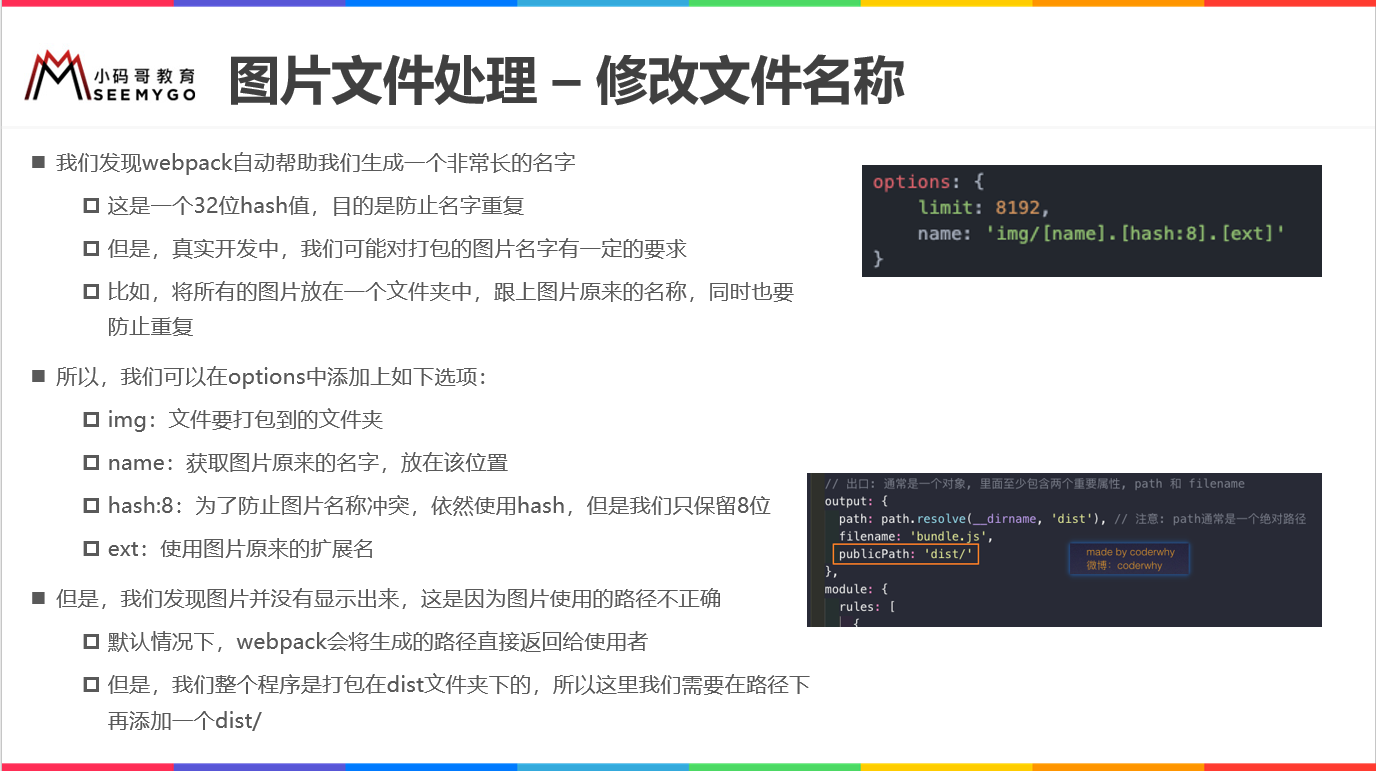 小码哥教育
SEEMYGO
图片文件处理 – 修改文件名称
我们发现webpack自动帮助我们生成一个非常长的名字
这是一个32位hash值，目的是防止名字重复
但是，真实开发中，我们可能对打包的图片名字有一定的要求
比如，将所有的图片放在一个文件夹中，跟上图片原来的名称，同时也要
防止重复
所以，我们可以在options中添加上如下选项：
img：文件要打包到的文件夹
name：获取图片原来的名字，放在该位置
hash:8：为了防止图片名称冲突，依然使用hash，但是我们只保留8位
ext：使用图片原来的扩展名
但是，我们发现图片并没有显示出来，这是因为图片使用的路径不正确
默认情况下，webpack会将生成的路径直接返回给使用者
但是，我们整个程序是打包在dist文件夹下的，所以这里我们需要在路径下
再添加一个dist/
options: {
limit: 8192,
name: 'img/[name].[hash:8].[ext]'
}
// 出口: 通常是一个对象, 里面至少包含两个重要属性, path 和 filename
output: {
path: path.resolve(__dirname, 'dist'), // 注意: path通常是一个绝对路径
filename: 'bundle.js',
publicPath: 'dist/'
},
module: {
rules: [
{
made by coderwhy
微博：coderwhy